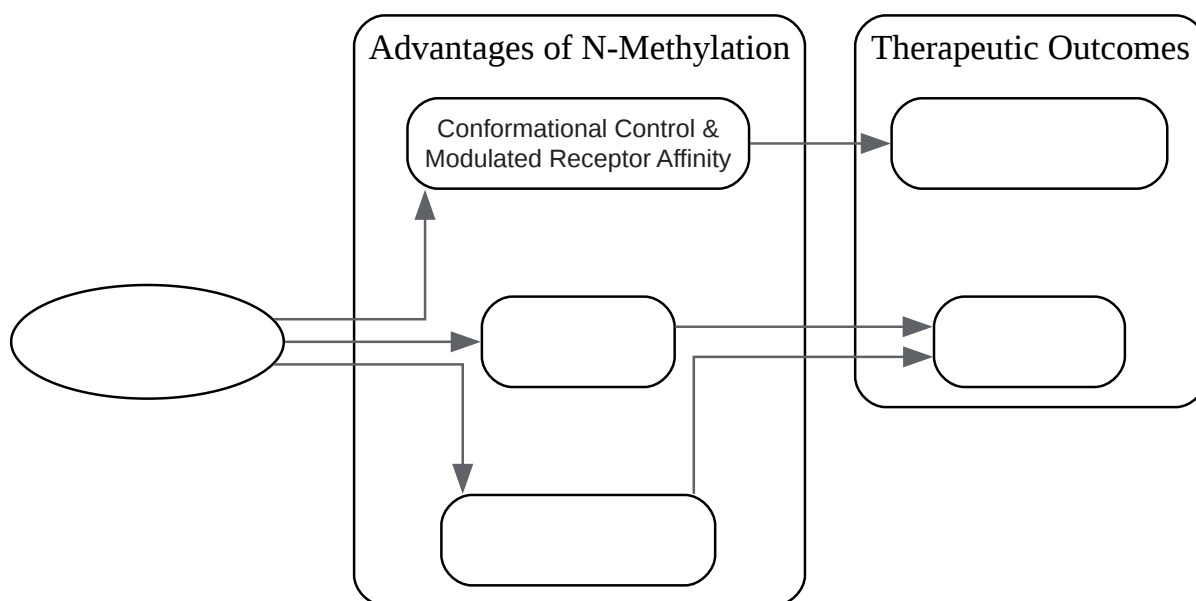 Advantages of N-Methylation
Therapeutic Outcomes
Conformational Control &
Modulated Receptor Affinity